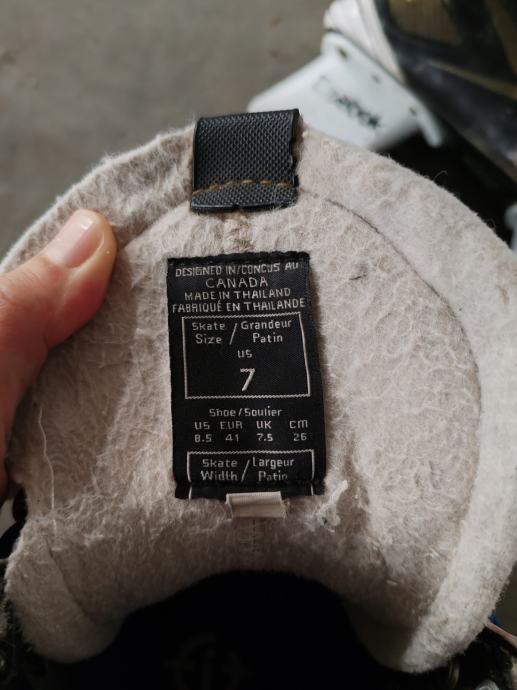 DESIGNED IN/CONCUS AU
CANADA
MADE IN THAILAND
FABRIQUÉ EN THAILANDE
Skate / Grandeur
Size / Patin
US
7
Shoe/Soulier
US EUR UK CM
8.5 41 7.5 26
Skate / Largeur
Width / Patin